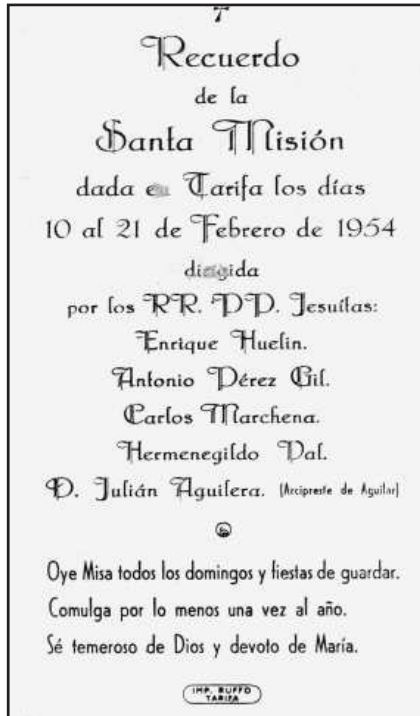 Recuerdo
de la
Santa Misión
dada en Tarifa los días
10 al 21 de Febrero de 1954
dirigida
por los RR. PP. Jesuítas:
Enrique Huelin.
Antonio Pérez Gil.
Carlos Marchena.
Hermenegildo Val.
D. Julián Aguilera. (Arcipreste de Aguilar)
Oye Misa todos los domingos y fiestas de guardar.
Comulga por lo menos una vez al año.
Sé temeroso de Dios y devoto de María.
IMP. RUFFO
TARIFA